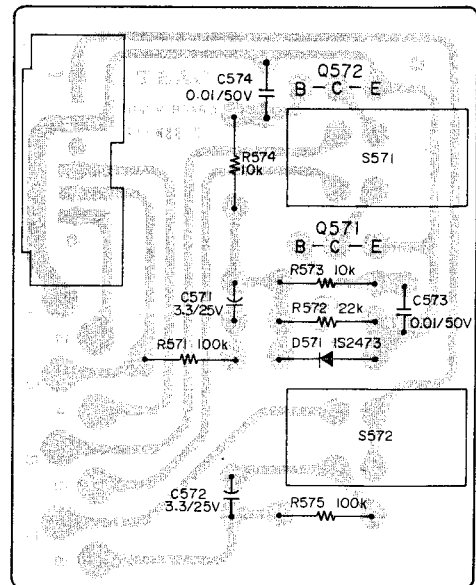 C574
0.01/50V
Q572
B-C-E
S571
R574
10k
Q571
B-C-E
R573 10k
C571
3.3/25V
R572 22k
C573
0.01/50V
R571 100k
D571 IS2473
S572
C572
3.3/25V
R575 100k